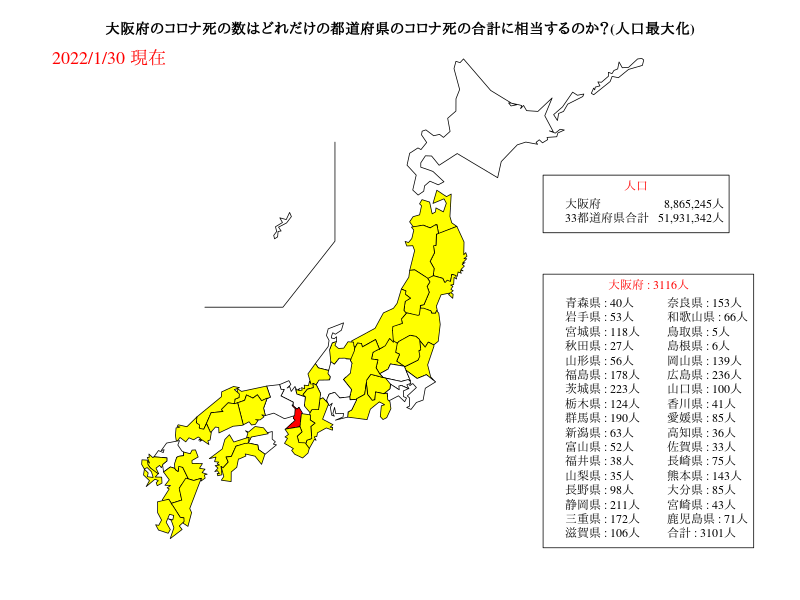 大阪府のコロナ死の数はどれだけの都道府県のコロナ死の合計に相当するのか?(人口最大化)
2022/1/30 現在
人口
大阪府 8,865,245人
33都道府県合計 51,931,342人
大阪府 : 3116人
青森県 : 40人 奈良県 : 153人
岩手県 : 53人 和歌山県 : 66人
宮城県 : 118人 鳥取県 : 5人
秋田県 : 27人 島根県 : 6人
山形県 : 56人 岡山県 : 139人
福島県 : 178人 広島県 : 236人
茨城県 : 223人 山口県 : 100人
栃木県 : 124人 香川県 : 41人
群馬県 : 190人 愛媛県 : 85人
新潟県 : 63人 高知県 : 36人
富山県 : 52人 佐賀県 : 33人
福井県 : 38人 長崎県 : 75人
山梨県 : 35人 熊本県 : 143人
長野県 : 98人 大分県 : 85人
静岡県 : 211人 宮崎県 : 43人
三重県 : 172人 鹿児島県 : 71人
滋賀県 : 106人 合計 : 3101人